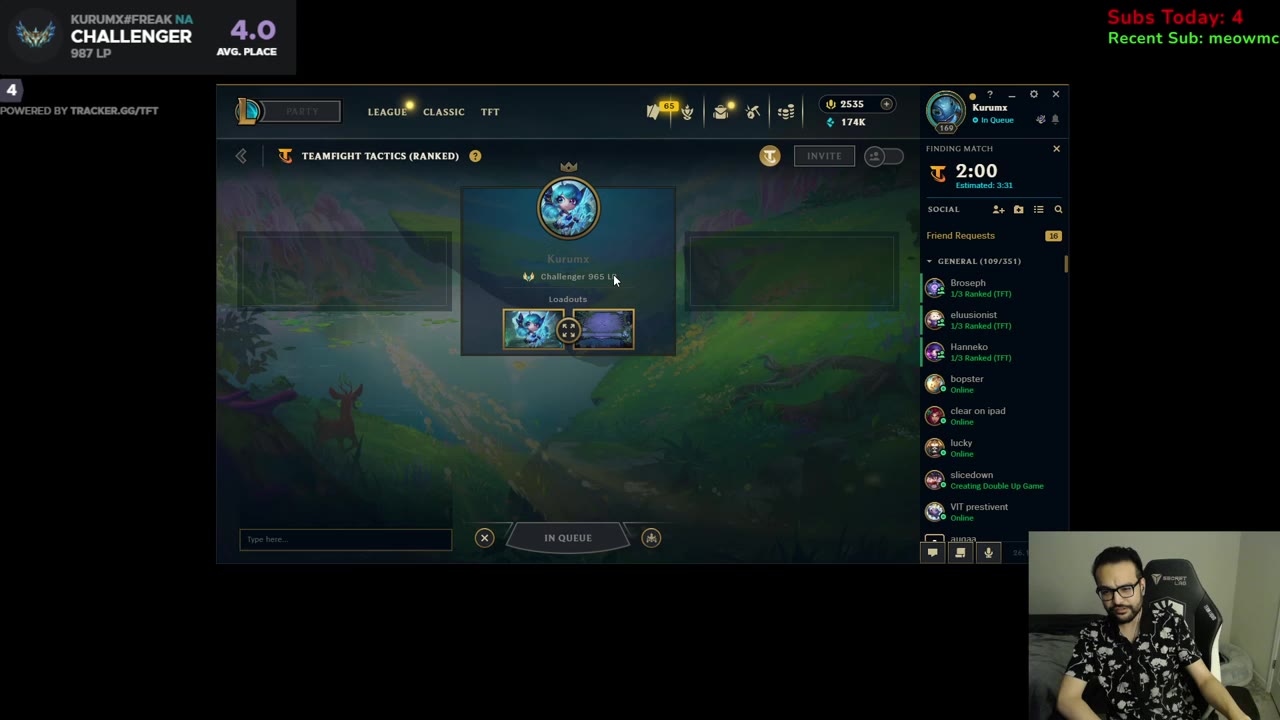 KURUMX#FREAK NA
CHALLENGER
987 LP
4.0
AVG. PLACE
4
POWERED BY TRACKER.GG/TFT
Subs Today: 4
Recent Sub: meowmc
PARTY
LEAGUE
CLASSIC
TFT
65
2535
174K
169
Kurumx
In Queue
TEAMFIGHT TACTICS (RANKED)
INVITE
FINDING MATCH
2:00
Estimated: 3:31
SOCIAL
Friend Requests
16
GENERAL (109/351)
Broseph
1/3 Ranked (TFT)
eluusionist
1/3 Ranked (TFT)
Hanneko
1/3 Ranked (TFT)
bopster
Online
clear on ipad
Online
lucky
Online
slicedown
Creating Double Up Game
VIT prestivent
Online
Kurumx
Challenger 965 LP
Loadouts
Type here...
IN QUEUE
SECRET LAB